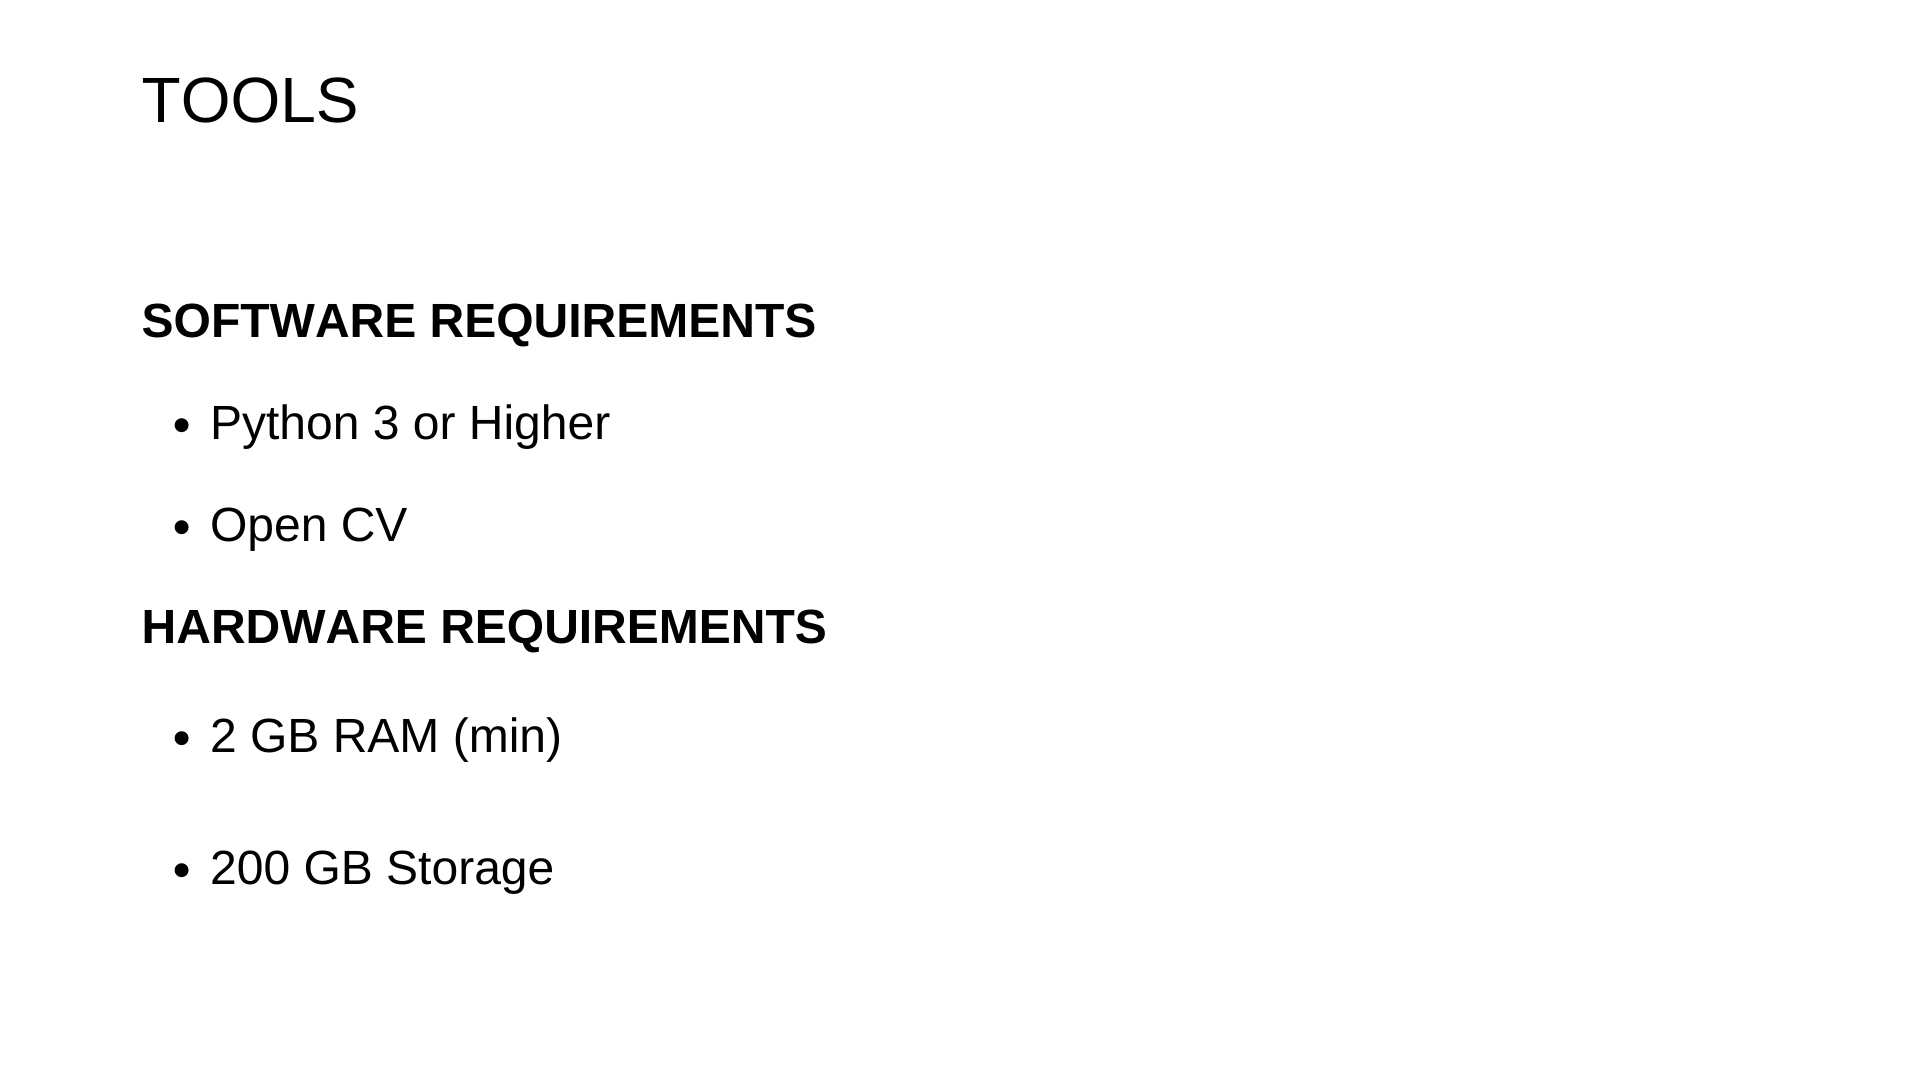 TOOLS
SOFTWARE REQUIREMENTS
• Python 3 or Higher
• Open CV
HARDWARE REQUIREMENTS
• 2 GB RAM (min)
• 200 GB Storage